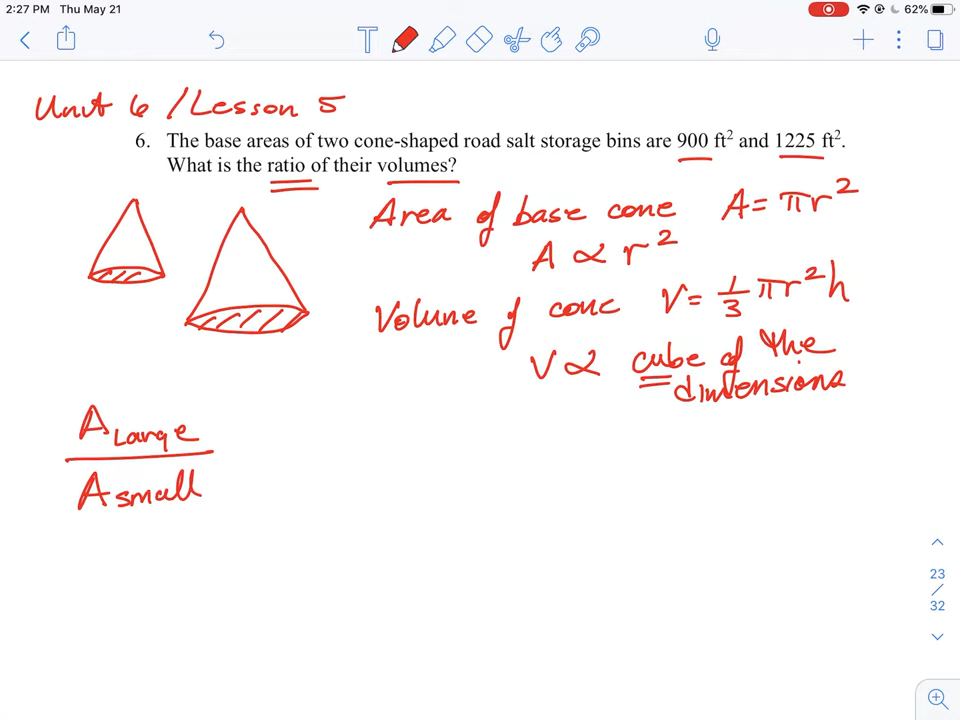 2:27 PM Thu May 21
62%
T
Unit 6 / Lesson 5
6. The base areas of two cone-shaped road salt storage bins are 900 ft² and 1225 ft².
What is the ratio of their volumes?
Area of base cone A = πr²
A ∝ r²
Volume of cone V = 1/3 πr²h
V ∝ cube of the
dimensions
A Large
A small
23
/
32